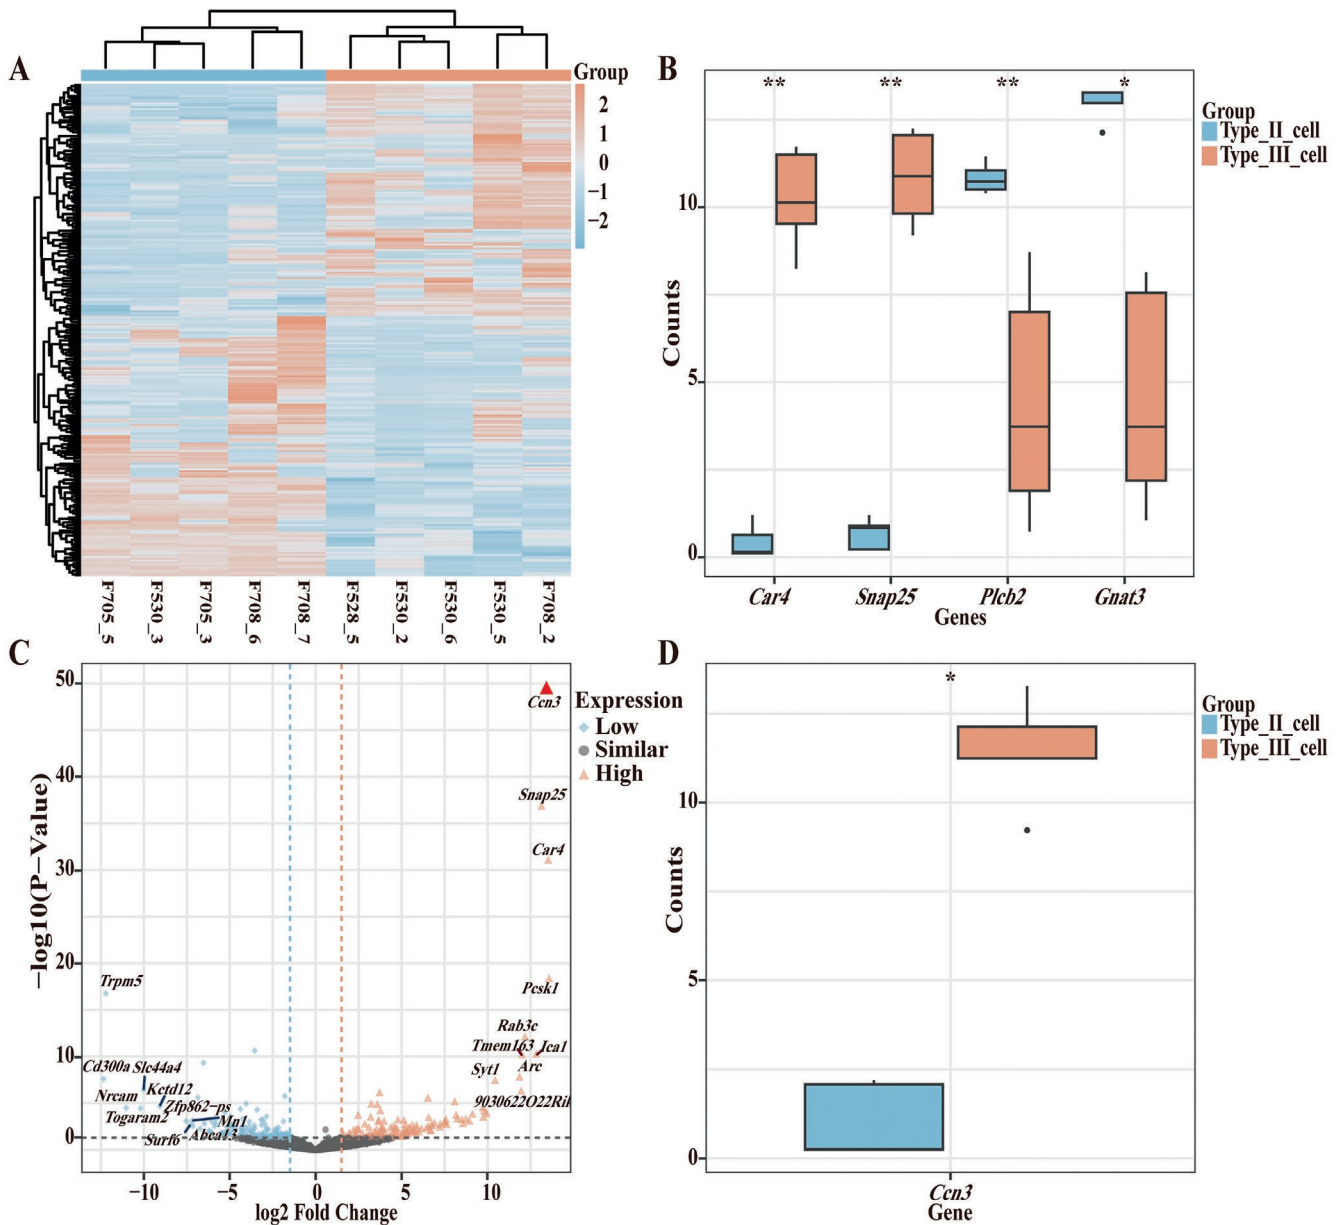 A
Group
2
1
0
−1
−2
F705_5
F530_3
F705_3
F708_6
F708_7
F528_5
F530_2
F530_6
F530_5
F708_2
B
** ** ** *
Counts
10
5
0
Car4 Snap25 Plcb2 Gnat3
Genes
Group
Type_II_cell
Type_III_cell
C
−log10(P−Value)
50
40
30
20
10
0
Ccn3
Snap25
Car4
Trpm5
Pcsk1
Rab3c
Tmem163
Ica1
Cd300a
Slc44a4
Syt1
Arc
Nrcam
Kctd12
9030622O22Rik
Zfp862−ps
Togaram2
Mn1
Surf6
Abca13
−10 −5 0 5 10
log2 Fold Change
Expression
Low
Similar
High
D
*
Counts
10
5
0
Ccn3
Gene
Group
Type_II_cell
Type_III_cell